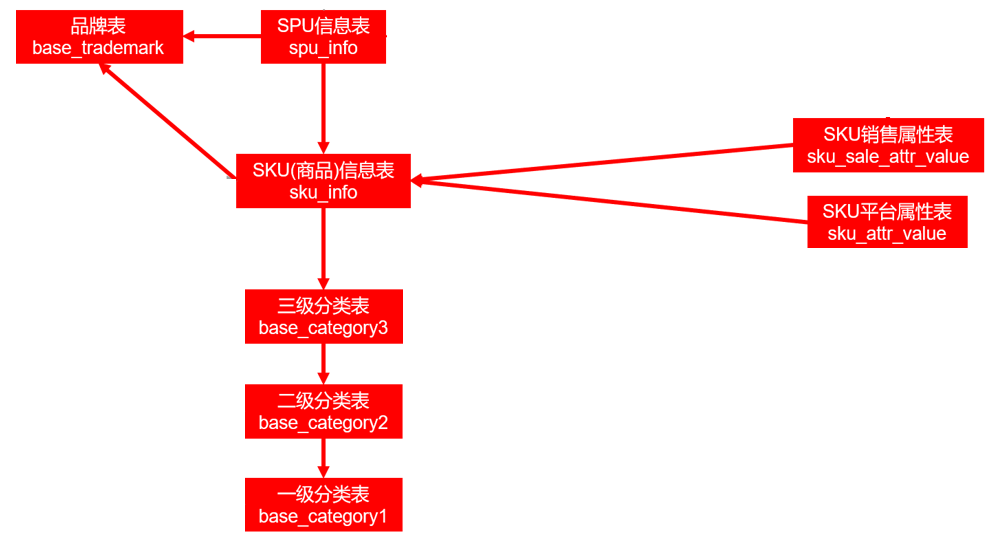 品牌表
base_trademark
SPU信息表
spu_info
SKU(商品)信息表
sku_info
SKU销售属性表
sku_sale_attr_value
SKU平台属性表
sku_attr_value
三级分类表
base_category3
二级分类表
base_category2
一级分类表
base_category1